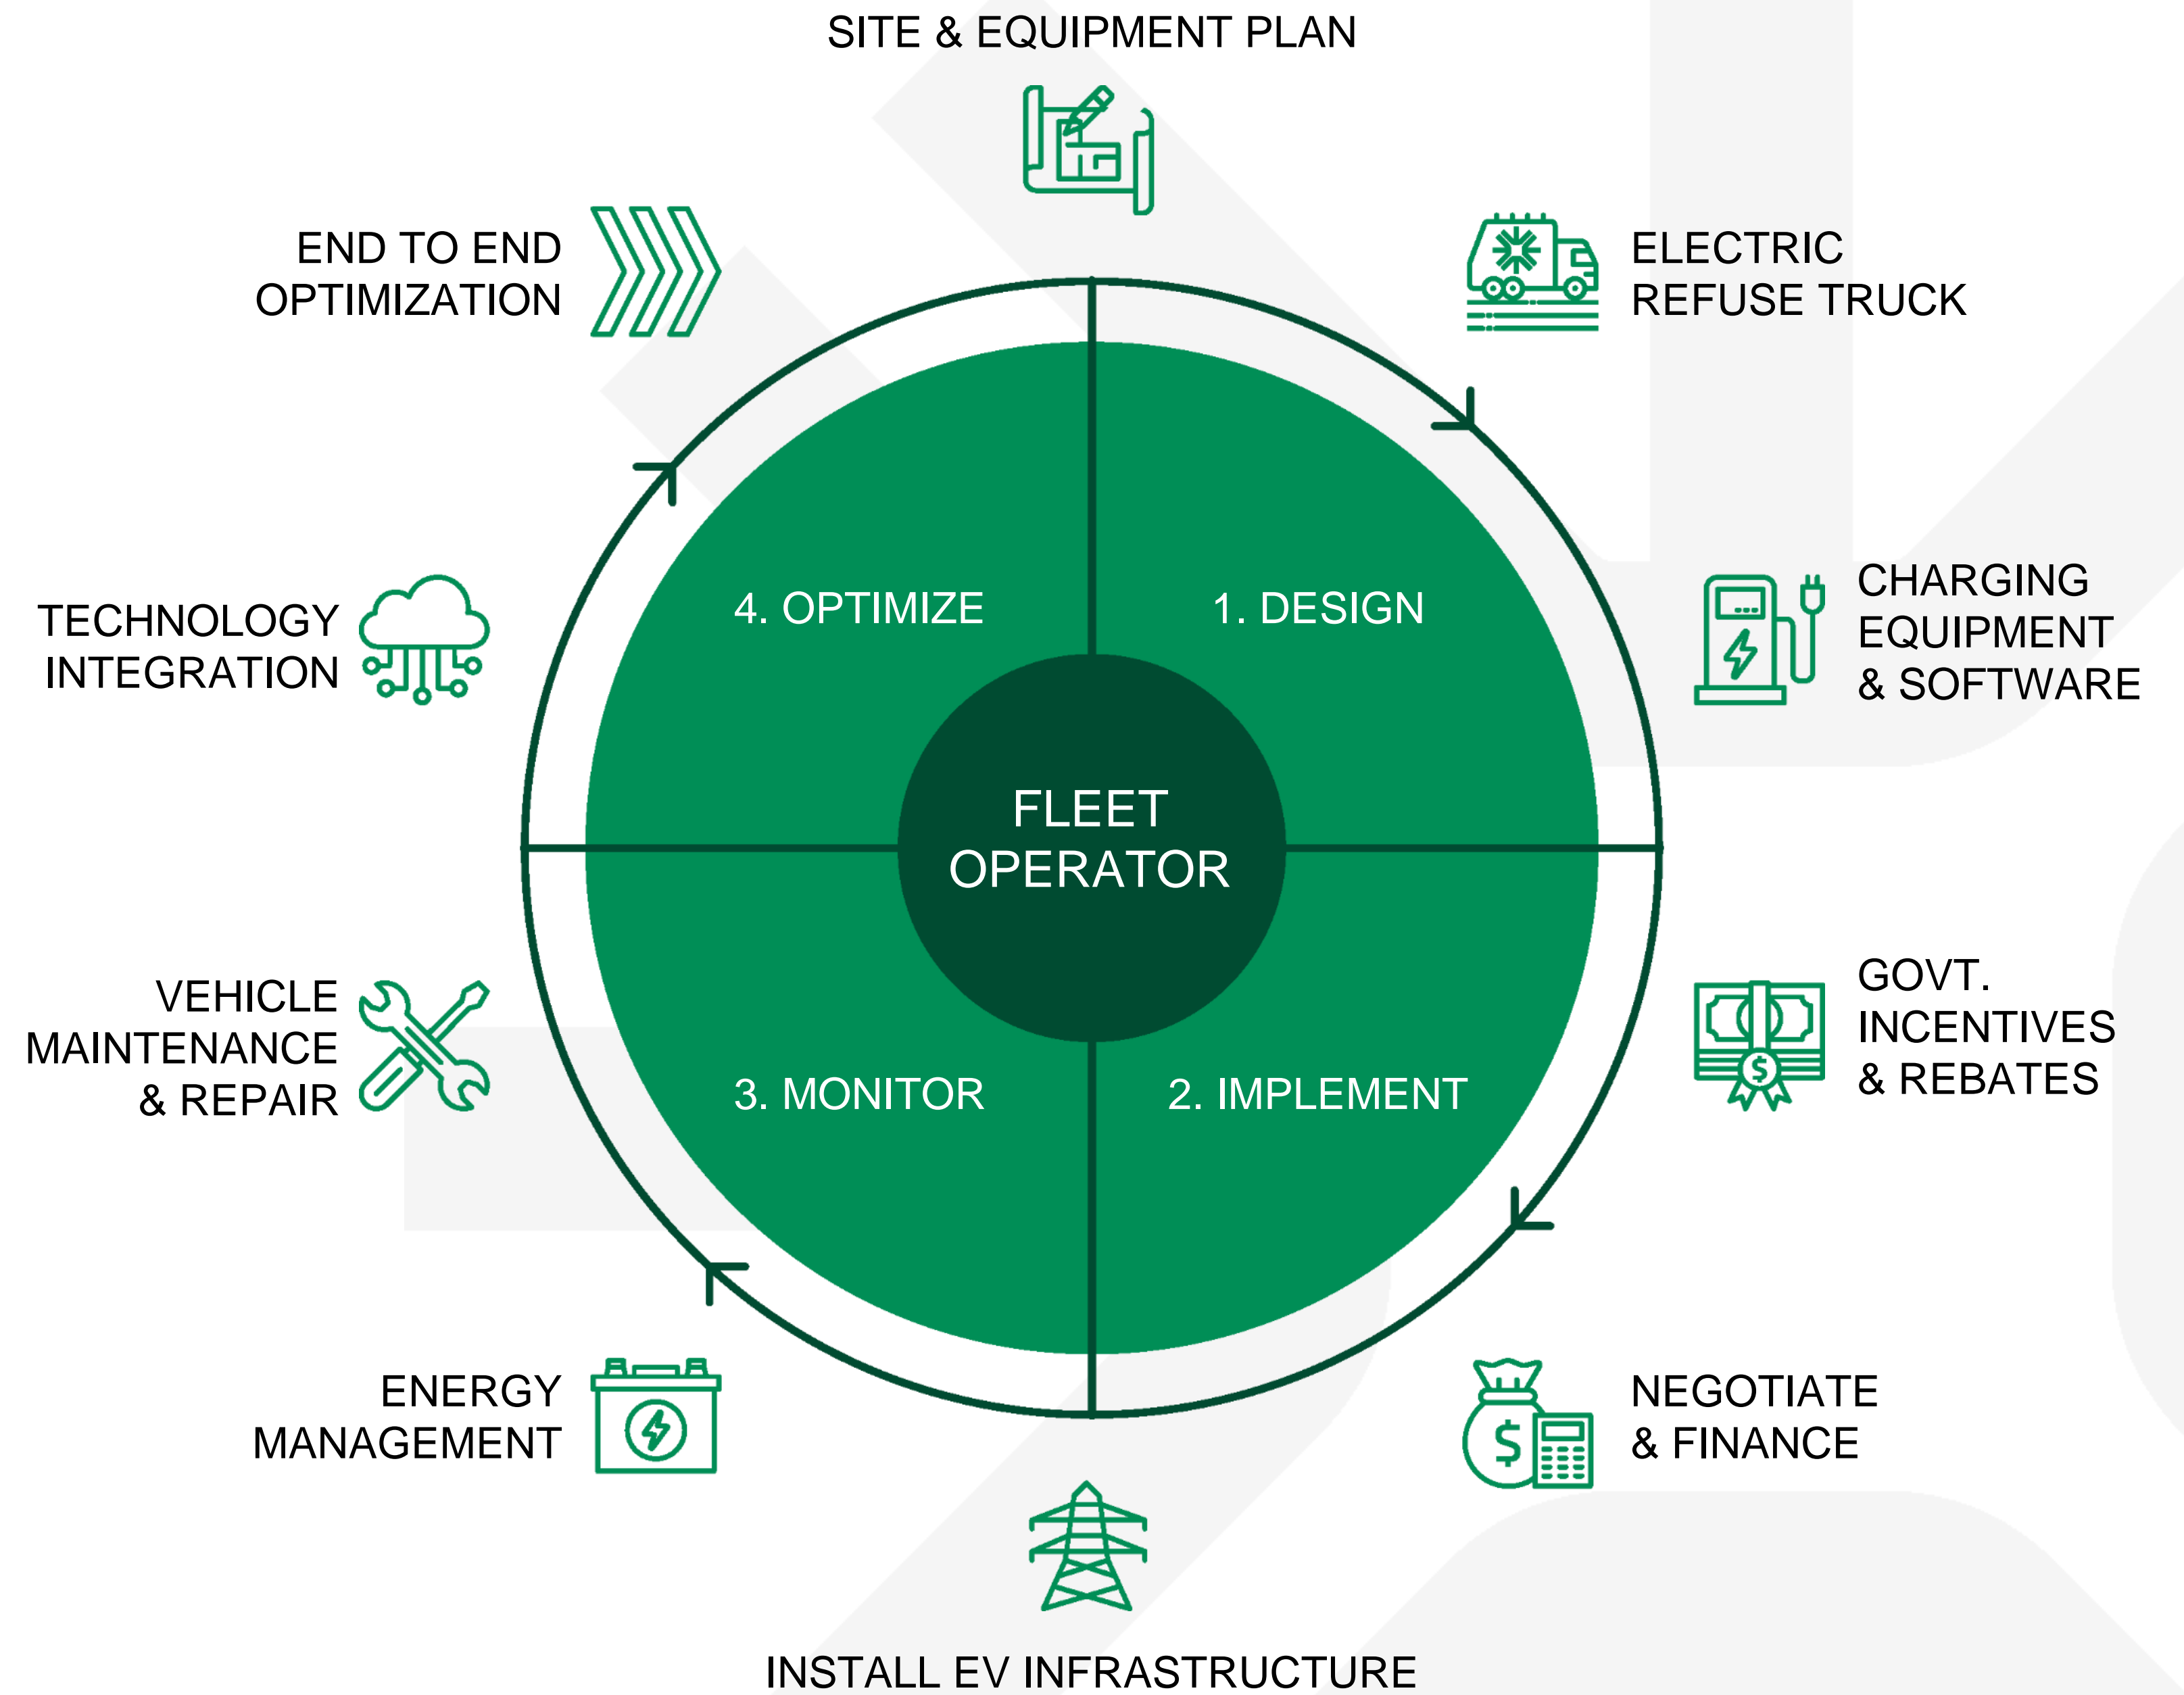 SITE & EQUIPMENT PLAN
ELECTRIC
REFUSE TRUCK
CHARGING
EQUIPMENT
& SOFTWARE
GOVT.
INCENTIVES
& REBATES
NEGOTIATE
& FINANCE
INSTALL EV INFRASTRUCTURE
ENERGY
MANAGEMENT
VEHICLE
MAINTENANCE
& REPAIR
TECHNOLOGY
INTEGRATION
END TO END
OPTIMIZATION
1. DESIGN
2. IMPLEMENT
3. MONITOR
4. OPTIMIZE
FLEET
OPERATOR
$
$